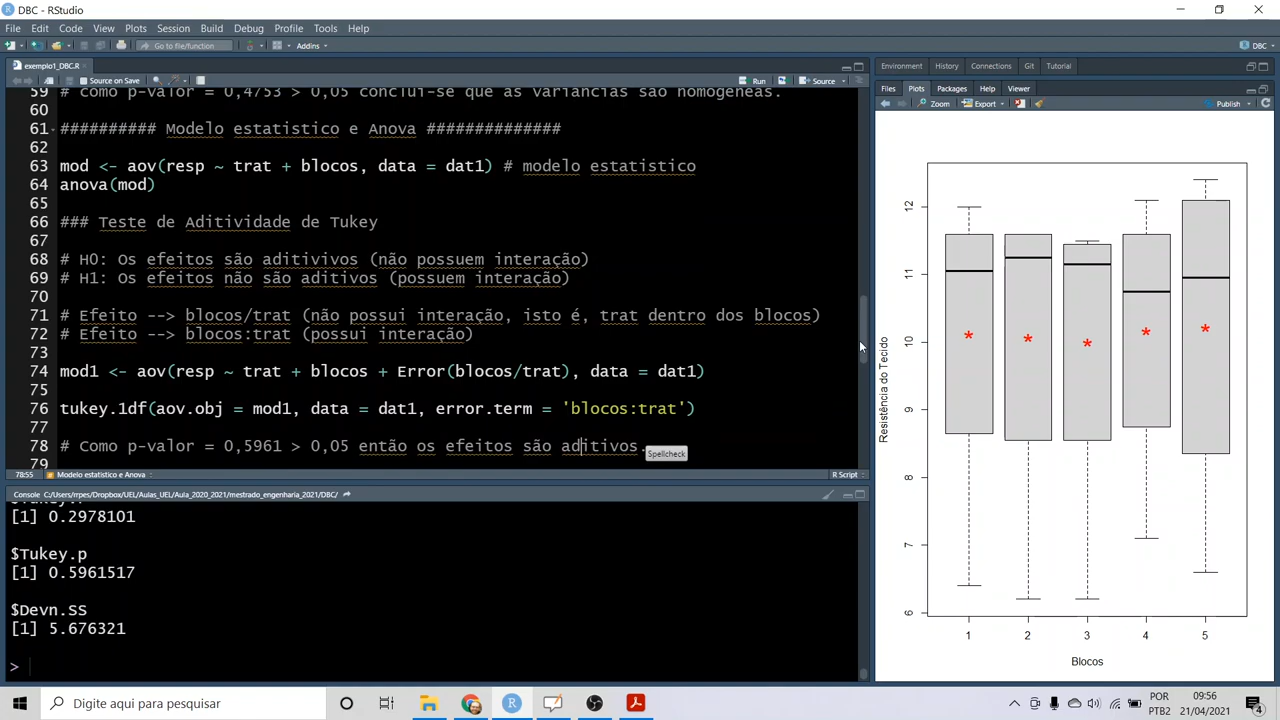 DBC - RStudio
File Edit Code View Plots Session Build Debug Profile Tools Help
Go to file/function Addins DBC
exemplo1_DBC.R
Source on Save Run Source
59 # Como p-valor = 0,4753 > 0,05 conclui-se que as variancias são homogeneas.
60
61 ########## Modelo estatistico e Anova ##############
62
63 mod <- aov(resp ~ trat + blocos, data = dat1) # modelo estatistico
64 anova(mod)
65
66 ### Teste de Aditividade de Tukey
67
68 # H0: Os efeitos são aditivivos (não possuem interação)
69 # H1: Os efeitos não são aditivos (possuem interação)
70
71 # Efeito --> blocos/trat (não possui interação, isto é, trat dentro dos blocos)
72 # Efeito --> blocos:trat (possui interação)
73
74 mod1 <- aov(resp ~ trat + blocos + Error(blocos/trat), data = dat1)
75
76 tukey.1df(aov.obj = mod1, data = dat1, error.term = 'blocos:trat')
77
78 # Como p-valor = 0,5961 > 0,05 então os efeitos são aditivos.
79
Spellcheck
78:55 Modelo estatistico e Anova R Script
Console C:/Users/rrpes/Dropbox/UEL/Aulas_UEL/Aula_2020_2021/mestrado_engenharia_2021/DBC/
[1] 0.2978101
$Tukey.p
[1] 0.5961517
$Devn.SS
[1] 5.676321
>
Environment History Connections Git Tutorial
Files Plots Packages Help Viewer
Zoom Export Publish
12
11
10
9
8
7
6
Resistência do Tecido
* * * * *
1 2 3 4 5
Blocos
Digite aqui para pesquisar
POR
PTB2
09:56
21/04/2021
4